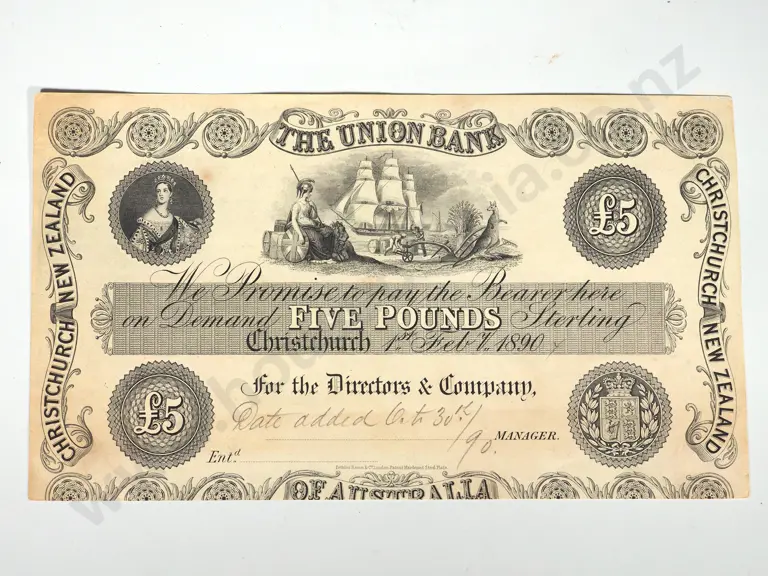 THE UNION BANK
CHRISTCHURCH NEW ZEALAND
CHRISTCHURCH NEW ZEALAND
£5
We Promise to pay the Bearer here
on Demand FIVE POUNDS Sterling
Christchurch 1st Feby. 1890
For the Directors & Company,
£5
Date added Oct 30th/90.
MANAGER.
Entd.
OF AUSTRALIA